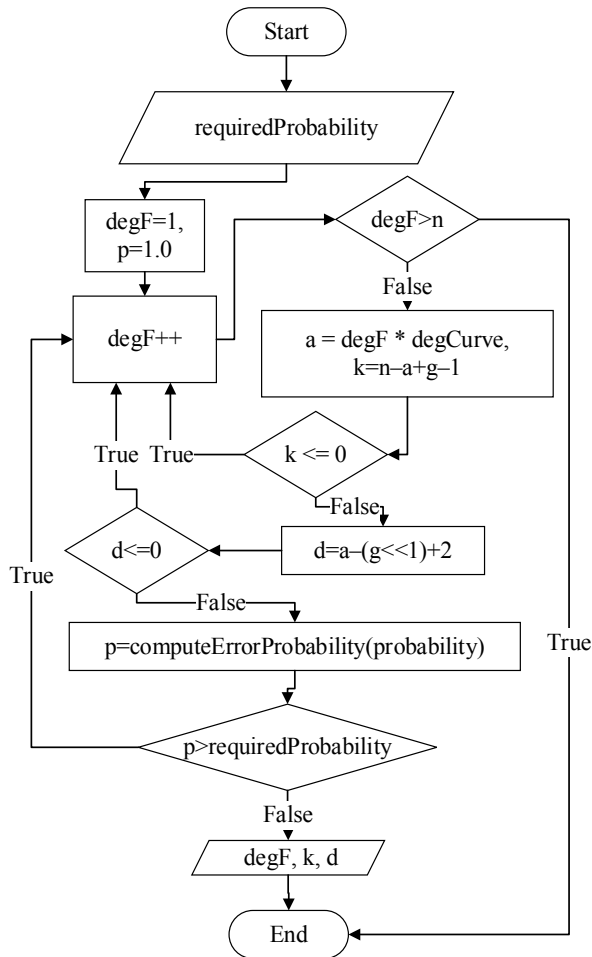 Start
requiredProbability
degF=1,
p=1.0
degF>n
False
degF++
a = degF * degCurve,
k=n–a+g–1
True
True
k <= 0
False
d<=0
d=a–(g<<1)+2
True
False
True
p=computeErrorProbability(probability)
p>requiredProbability
False
degF, k, d
End